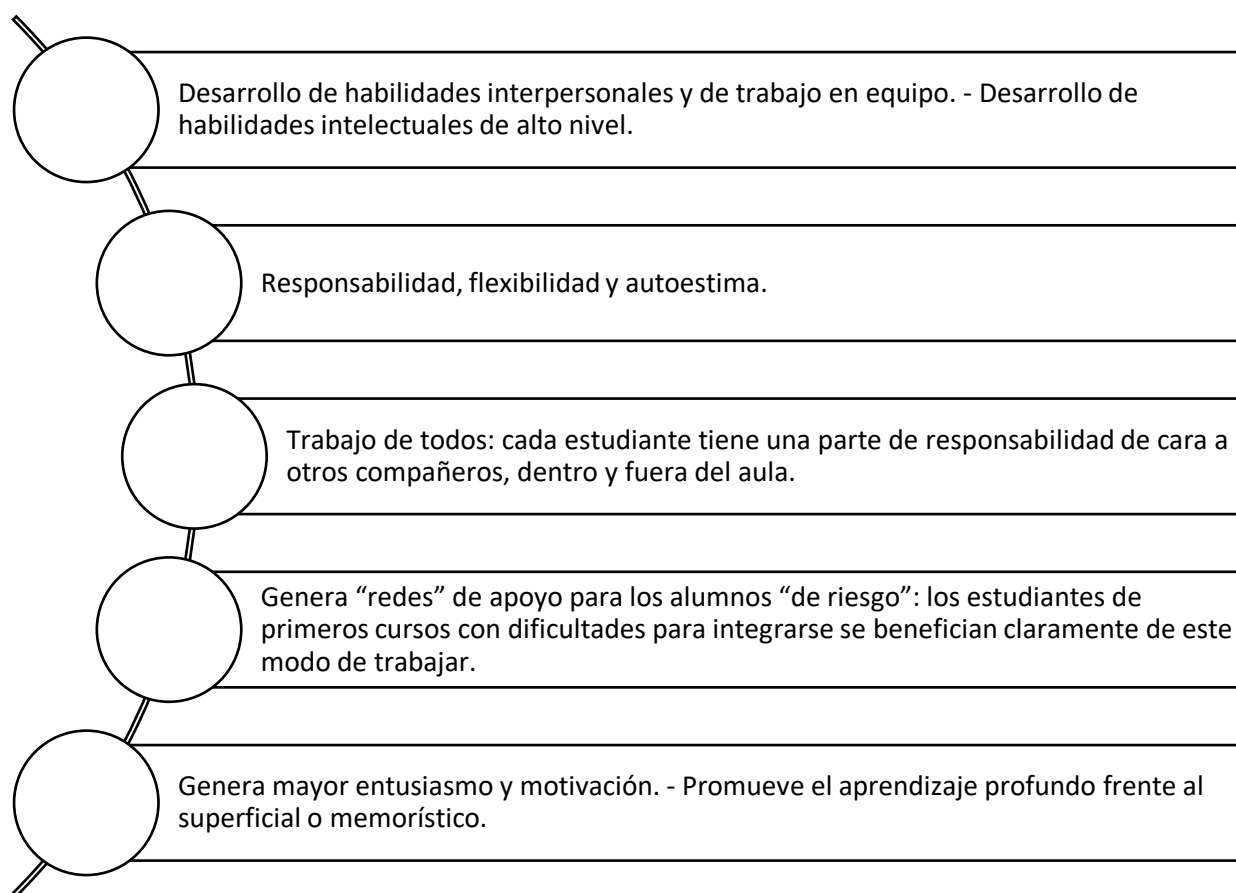 Desarrollo de habilidades interpersonales y de trabajo en equipo. - Desarrollo de
habilidades intelectuales de alto nivel.
Responsabilidad, flexibilidad y autoestima.
Trabajo de todos: cada estudiante tiene una parte de responsabilidad de cara a
otros compañeros, dentro y fuera del aula.
Genera “redes” de apoyo para los alumnos “de riesgo”: los estudiantes de
primeros cursos con dificultades para integrarse se benefician claramente de este
modo de trabajar.
Genera mayor entusiasmo y motivación. - Promueve el aprendizaje profundo frente al
superficial o memorístico.